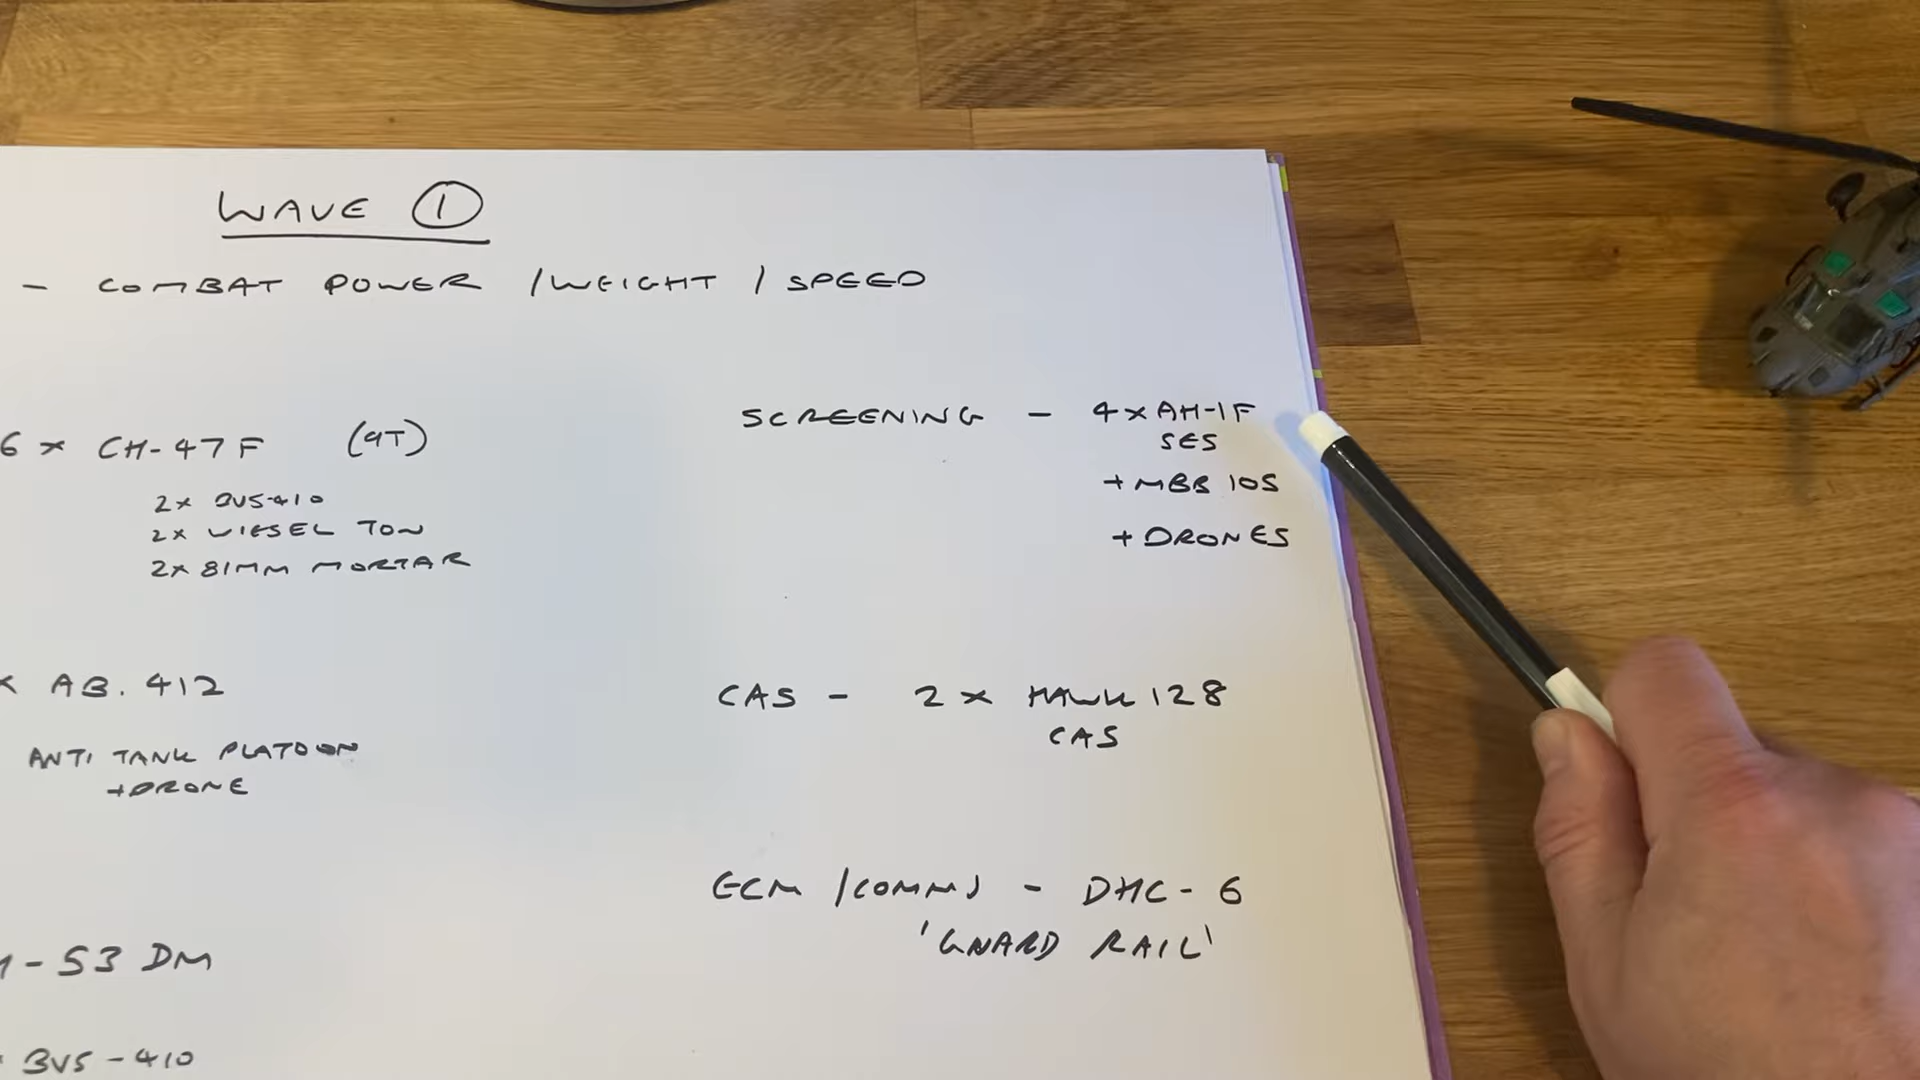 WAVE ①
- COMBAT POWER / WEIGHT / SPEED
6 x CH-47F (9T)
2x BVS-410
2x WIESEL TOW
2x 81MM MORTAR
x AB.412
ANTI TANK PLATOON
+DRONE
-53 DM
BVS-410
SCREENING - 4xAH-1F
SES
+MBB 105
+DRONES
CAS - 2 x HAWK 128
CAS
ECM / COMMS - DHC-6
'GUARD RAIL'